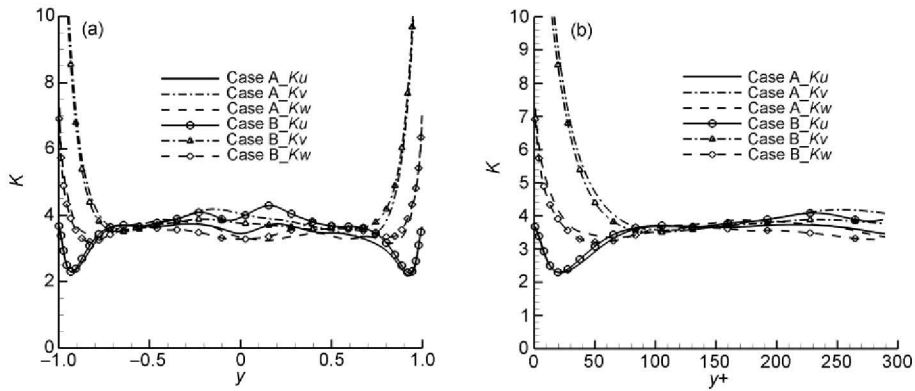 (a)
10
8
6
4
2
0
K
Case A_Ku
Case A_Kv
Case A_Kw
Case B_Ku
Case B_Kv
Case B_Kw
–1.0
–0.5
0
0.5
1.0
y
(b)
10
9
8
7
6
5
4
3
2
1
0
K
Case A_Ku
Case A_Kv
Case A_Kw
Case B_Ku
Case B_Kv
Case B_Kw
0
50
100
150
200
250
300
y+